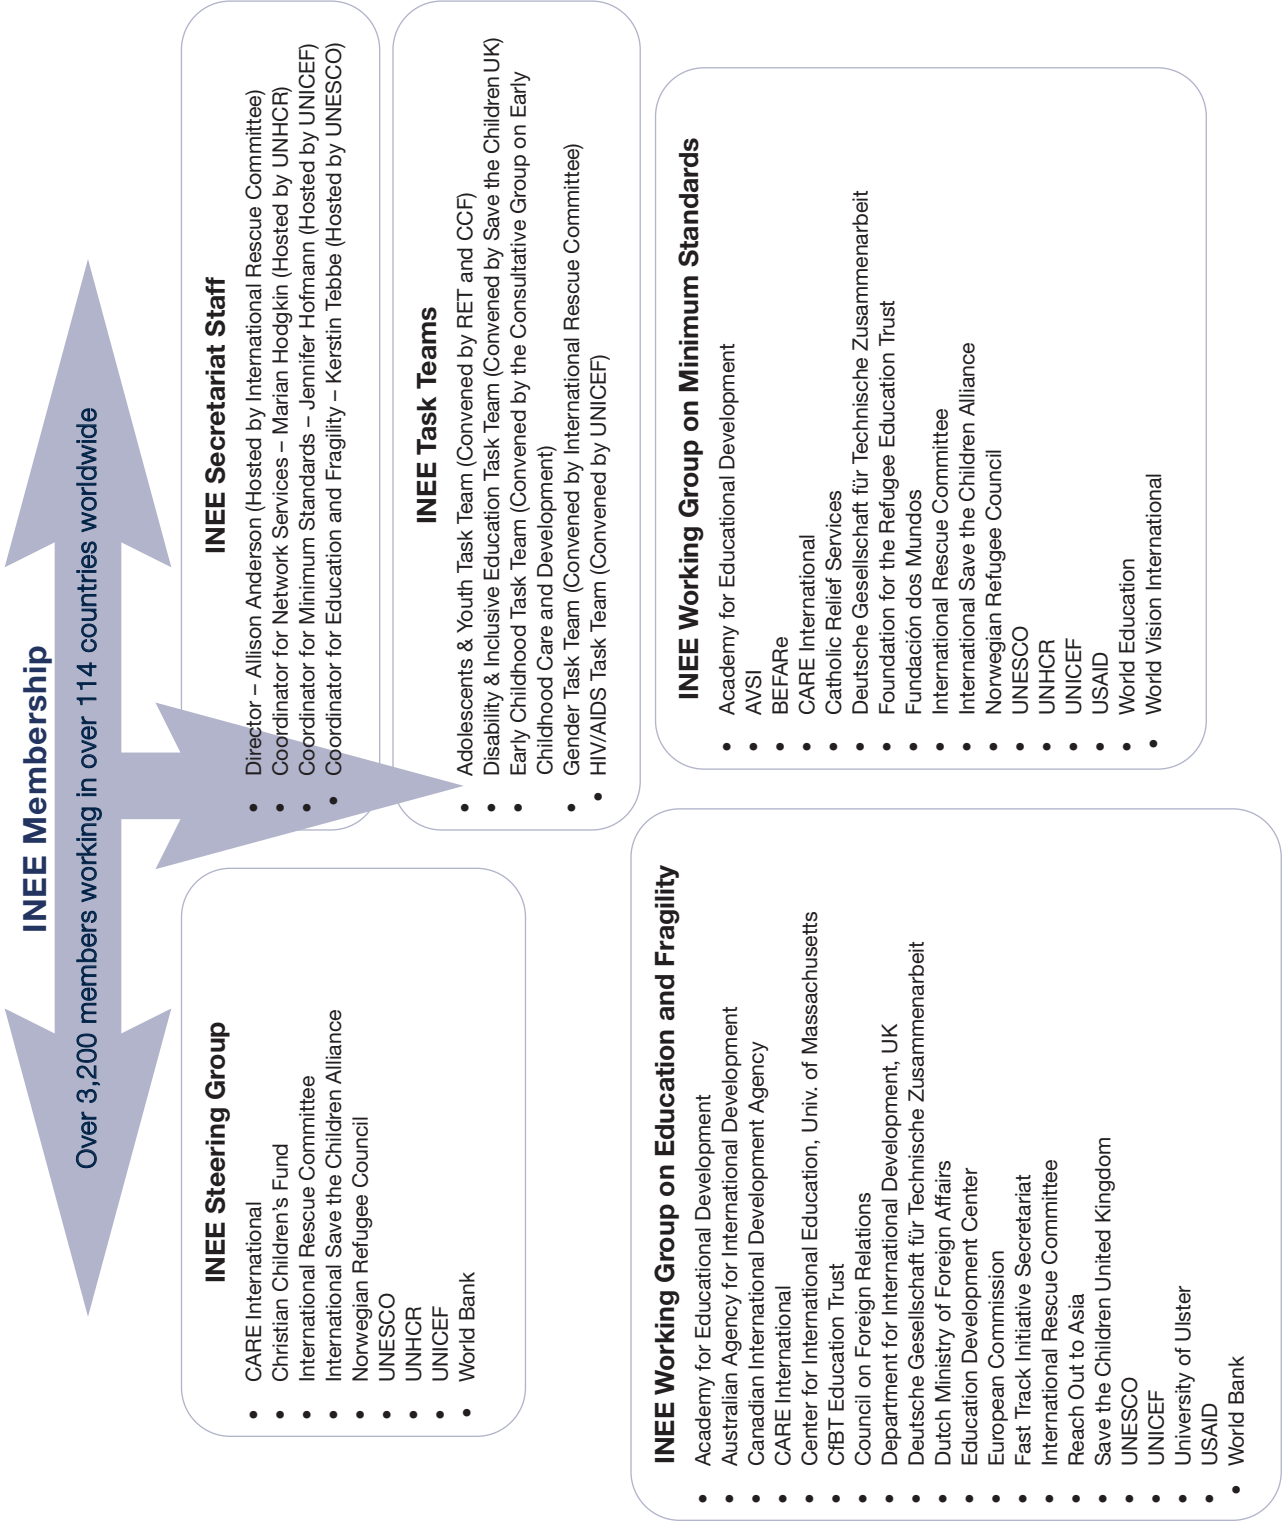 INEE Membership
Over 3,200 members working in over 114 countries worldwide
INEE Steering Group
• CARE International
• Christian Children's Fund
• International Rescue Committee
• International Save the Children Alliance
• Norwegian Refugee Council
• UNESCO
• UNHCR
• UNICEF
• World Bank
INEE Secretariat Staff
• Director – Allison Anderson (Hosted by International Rescue Committee)
• Coordinator for Network Services – Marian Hodgkin (Hosted by UNHCR)
• Coordinator for Minimum Standards – Jennifer Hofmann (Hosted by UNICEF)
• Coordinator for Education and Fragility – Kerstin Tebbe (Hosted by UNESCO)
INEE Task Teams
• Adolescents & Youth Task Team (Convened by RET and CCF)
• Disability & Inclusive Education Task Team (Convened by Save the Children UK)
• Early Childhood Task Team (Convened by the Consultative Group on Early
Childhood Care and Development)
• Gender Task Team (Convened by International Rescue Committee)
• HIV/AIDS Task Team (Convened by UNICEF)
INEE Working Group on Education and Fragility
• Academy for Educational Development
• Australian Agency for International Development
• Canadian International Development Agency
• CARE International
• Center for International Education, Univ. of Massachusetts
• CfBT Education Trust
• Council on Foreign Relations
• Department for International Development, UK
• Deutsche Gesellschaft für Technische Zusammenarbeit
• Dutch Ministry of Foreign Affairs
• Education Development Center
• European Commission
• Fast Track Initiative Secretariat
• International Rescue Committee
• Reach Out to Asia
• Save the Children United Kingdom
• UNESCO
• UNICEF
• University of Ulster
• USAID
• World Bank
INEE Working Group on Minimum Standards
• Academy for Educational Development
• AVSI
• BEFARe
• CARE International
• Catholic Relief Services
• Deutsche Gesellschaft für Technische Zusammenarbeit
• Foundation for the Refugee Education Trust
• Fundación dos Mundos
• International Rescue Committee
• International Save the Children Alliance
• Norwegian Refugee Council
• UNESCO
• UNHCR
• UNICEF
• USAID
• World Education
• World Vision International